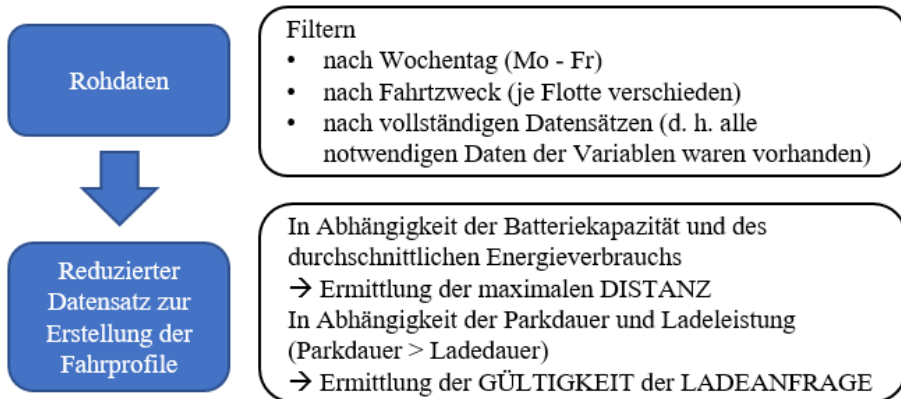 Rohdaten
Filtern
• nach Wochentag (Mo - Fr)
• nach Fahrtzweck (je Flotte verschieden)
• nach vollständigen Datensätzen (d. h. alle
notwendigen Daten der Variablen waren vorhanden)
Reduzierter
Datensatz zur
Erstellung der
Fahrprofile
In Abhängigkeit der Batteriekapazität und des
durchschnittlichen Energieverbrauchs
→ Ermittlung der maximalen DISTANZ
In Abhängigkeit der Parkdauer und Ladeleistung
(Parkdauer > Ladedauer)
→ Ermittlung der GÜLTIGKEIT der LADEANFRAGE